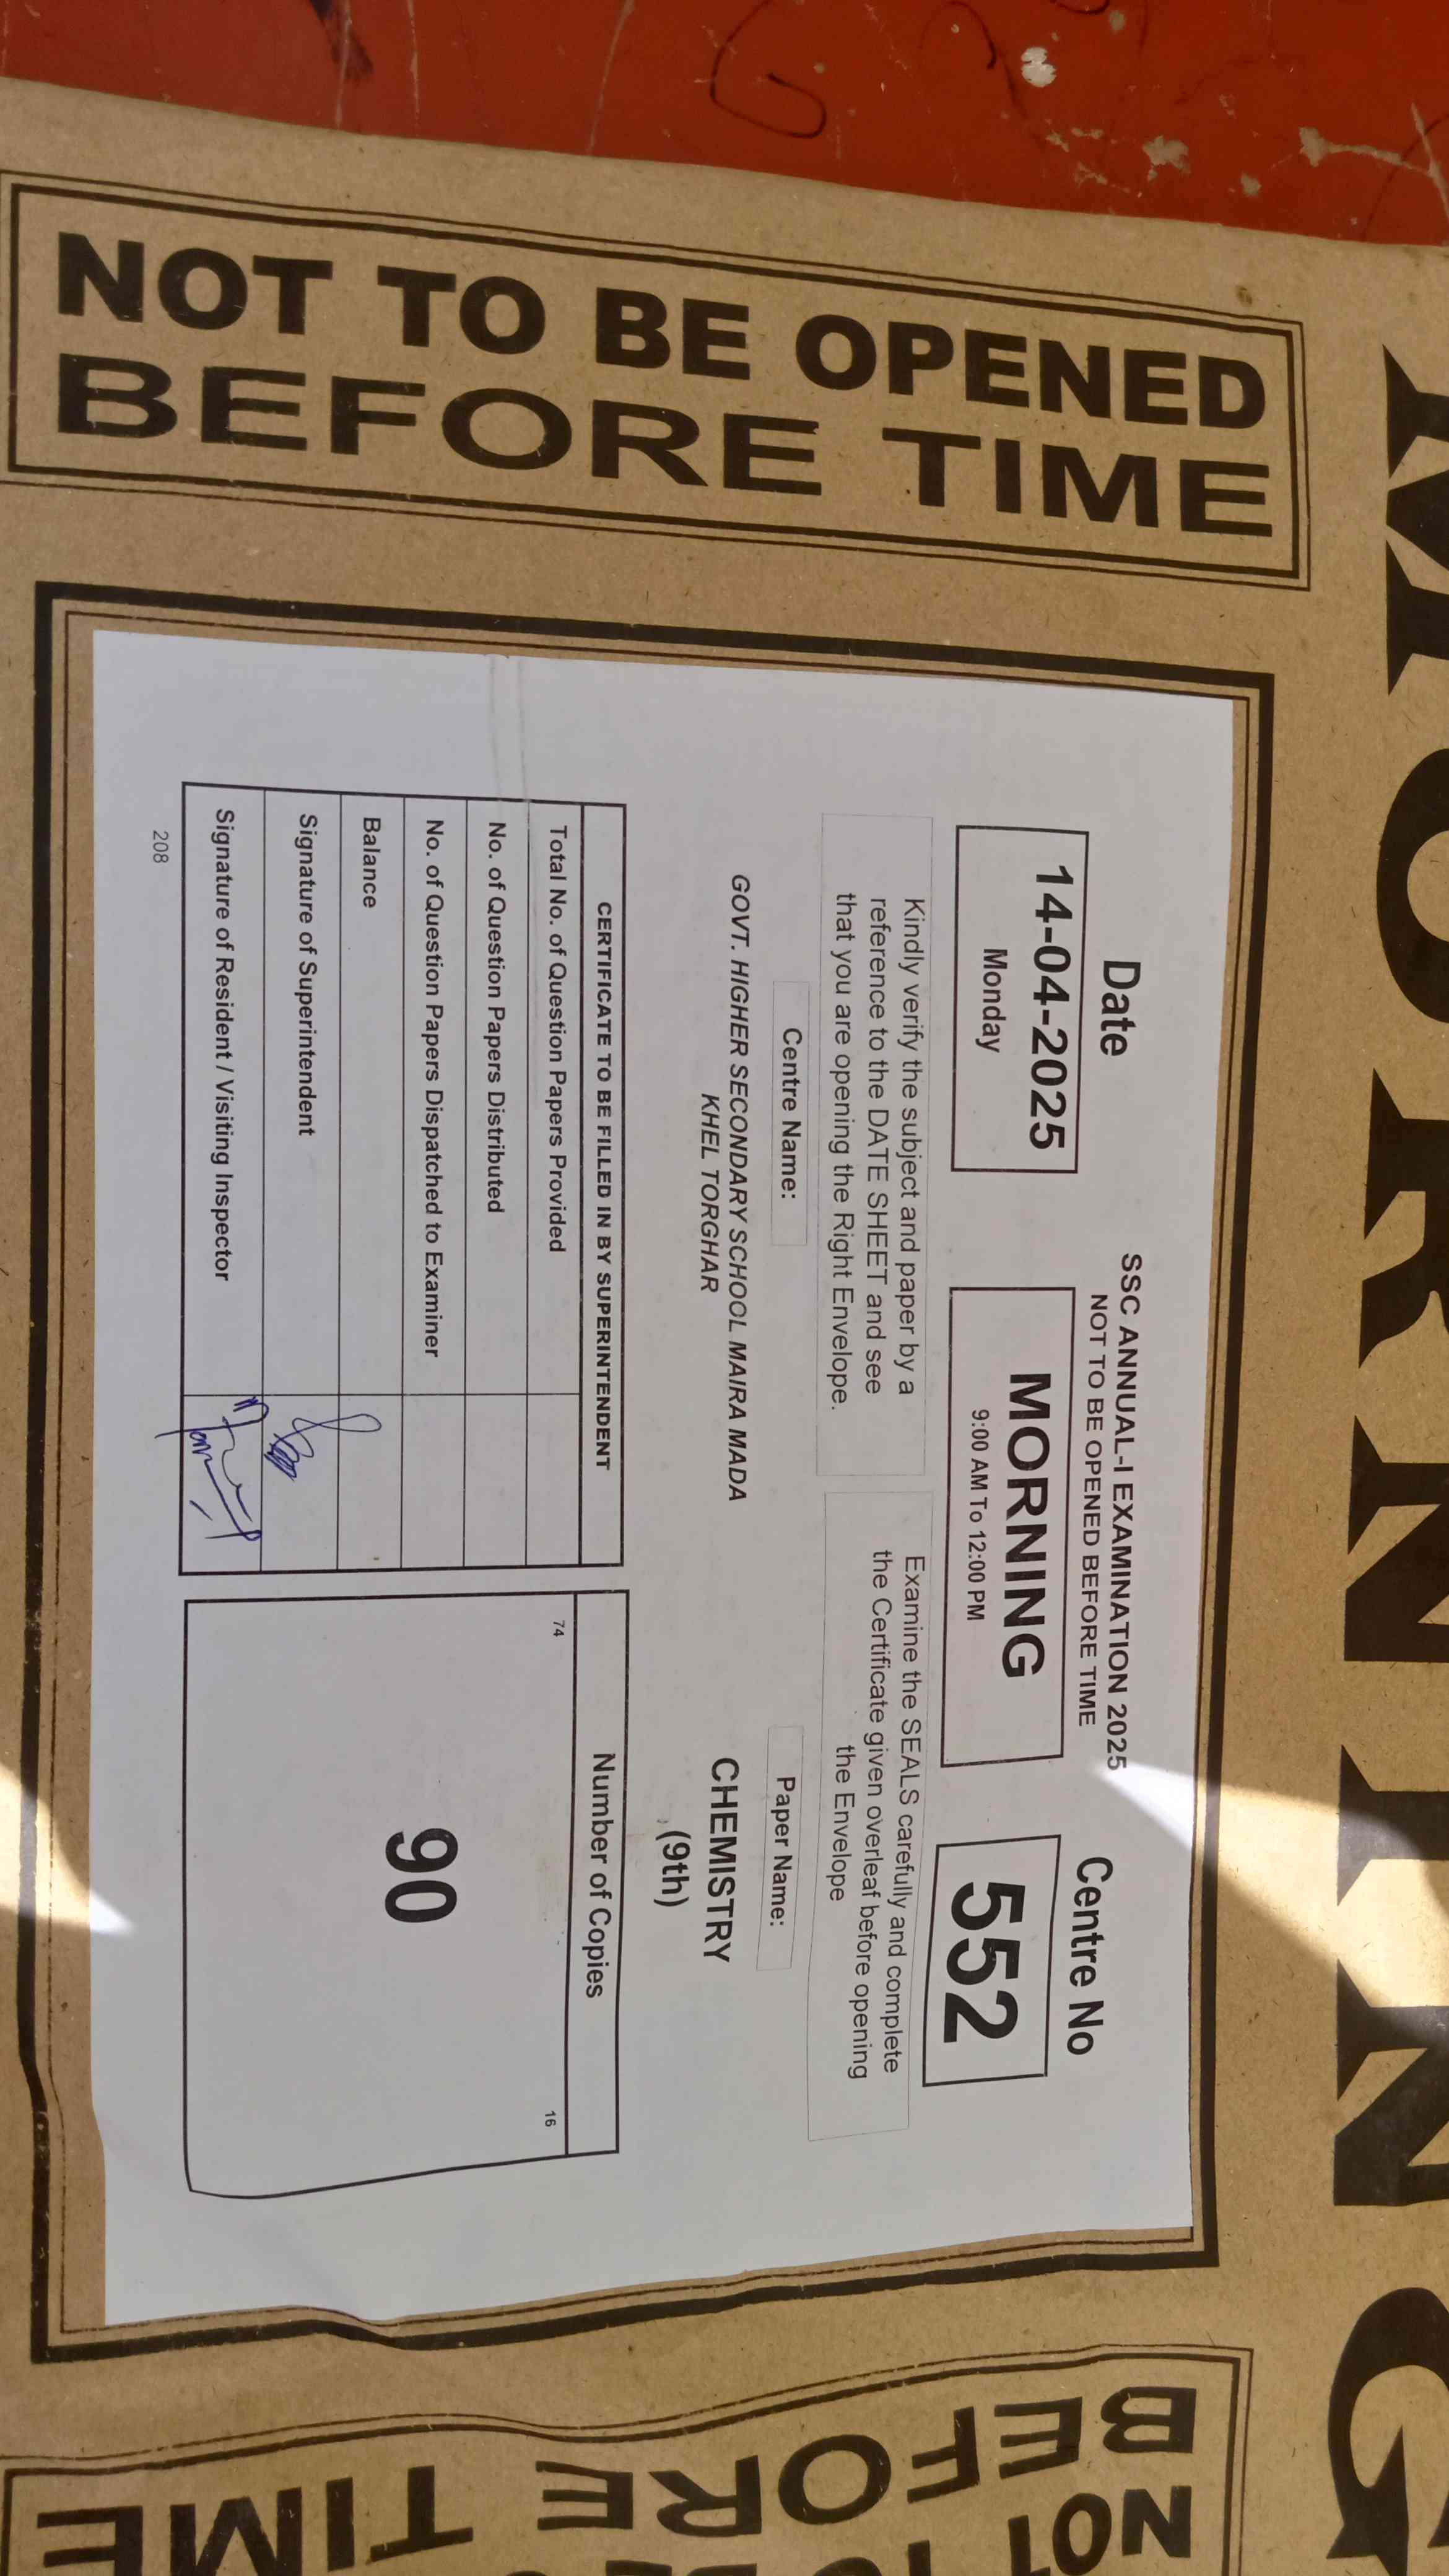 MORNING
NOT TO BE OPENED
BEFORE TIME
SSC ANNUAL-I EXAMINATION 2025
NOT TO BE OPENED BEFORE TIME
Date
14-04-2025
Monday
MORNING
9:00 AM To 12:00 PM
Centre No
552
Kindly verify the subject and paper by a
reference to the DATE SHEET and see
that you are opening the Right Envelope.
Examine the SEALS carefully and complete
the Certificate given overleaf before opening
the Envelope
Centre Name:
GOVT. HIGHER SECONDARY SCHOOL MAIRA MADA
KHEL TORGHAR
Paper Name:
CHEMISTRY
(9th)
CERTIFICATE TO BE FILLED IN BY SUPERINTENDENT
Total No. of Question Papers Provided
No. of Question Papers Distributed
No. of Question Papers Dispatched to Examiner
Balance
Signature of Superintendent
Signature of Resident / Visiting Inspector
Number of Copies
74
16
90
208
NOT
BEFORE
TIME